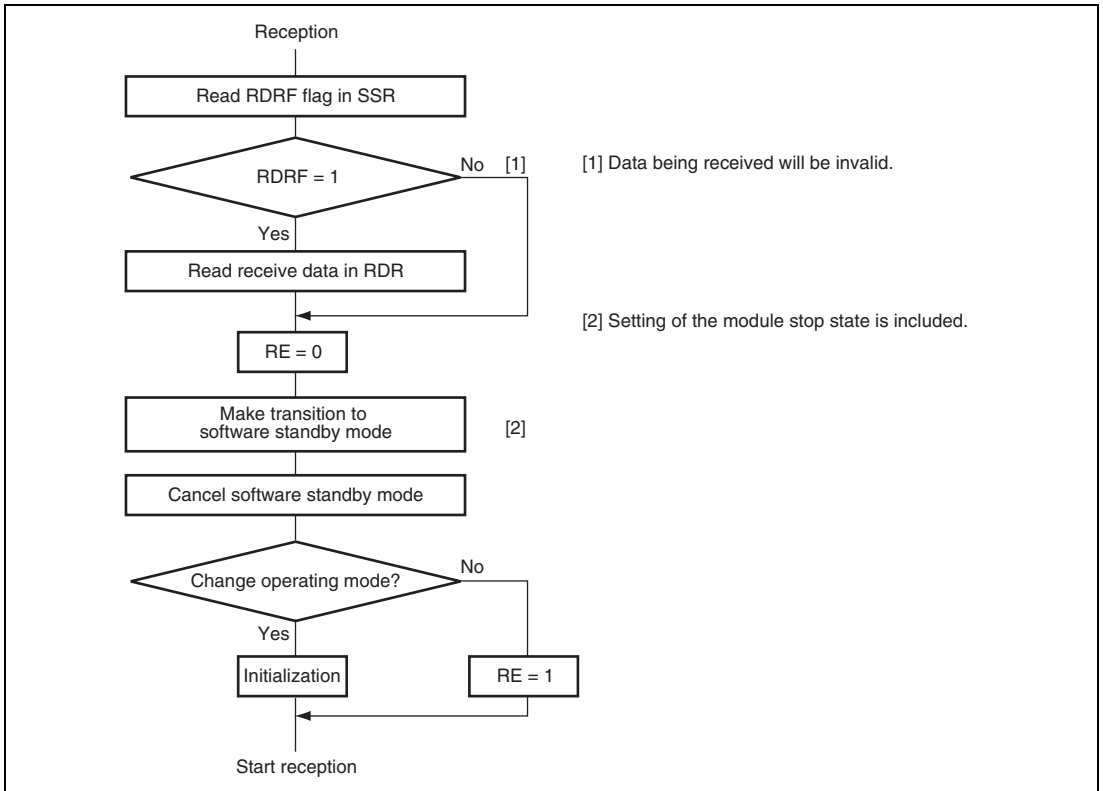 Reception
Read RDRF flag in SSR
RDRF = 1
No [1]
[1] Data being received will be invalid.
Yes
Read receive data in RDR
[2] Setting of the module stop state is included.
RE = 0
Make transition to
software standby mode
[2]
Cancel software standby mode
Change operating mode?
No
Yes
Initialization
RE = 1
Start reception